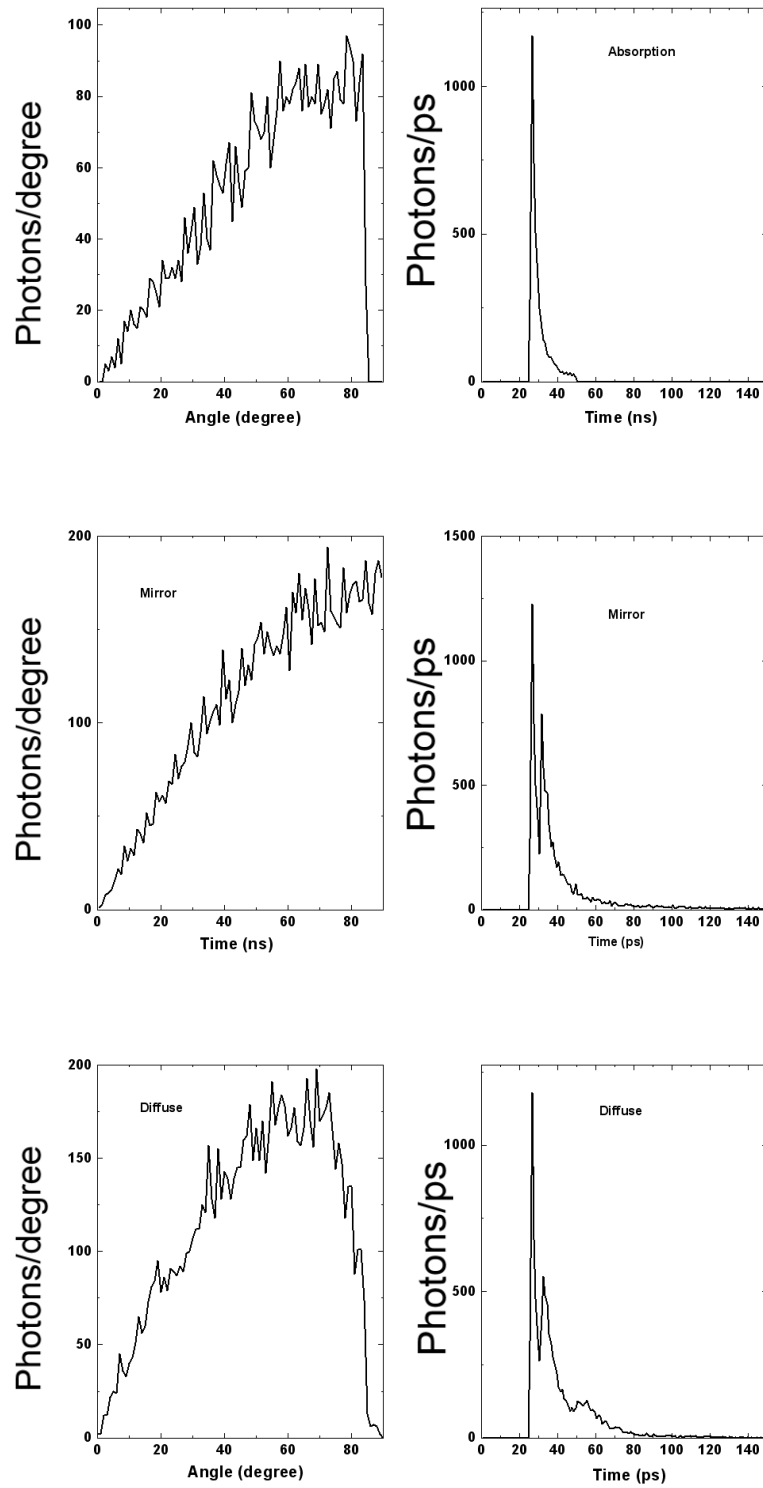 Photons/degree
100
80
60
40
20
0
0 20 40 60 80
Angle (degree)
Photons/ps
Absorption
1000
500
0
0 20 40 60 80 100 120 140
Time (ns)
Photons/degree
Mirror
200
100
0
0 20 40 60 80
Time (ns)
Photons/ps
Mirror
1500
1000
500
0
0 20 40 60 80 100 120 140
Time (ps)
Photons/degree
Diffuse
200
150
100
50
0
0 20 40 60 80
Angle (degree)
Photons/ps
Diffuse
1000
500
0
0 20 40 60 80 100 120 140
Time (ps)